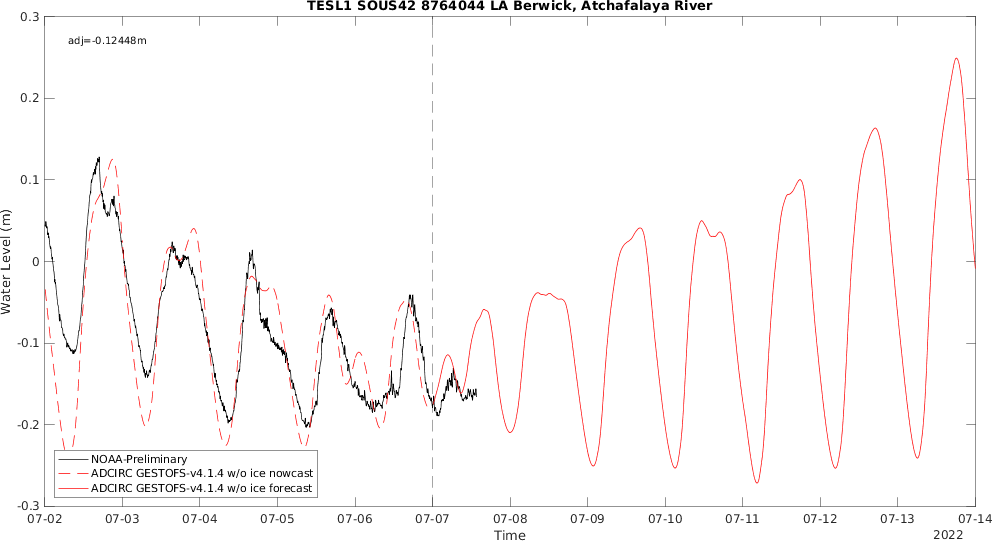 TESL1 SOUS42 8764044 LA Berwick, Atchafalaya River
adj=-0.12448m
0.3
0.2
0.1
0
-0.1
-0.2
-0.3
Water Level (m)
NOAA-Preliminary
ADCIRC GESTOFS-v4.1.4 w/o ice nowcast
ADCIRC GESTOFS-v4.1.4 w/o ice forecast
07-02 07-03 07-04 07-05 07-06 07-07 07-08 07-09 07-10 07-11 07-12 07-13 07-14
Time
2022